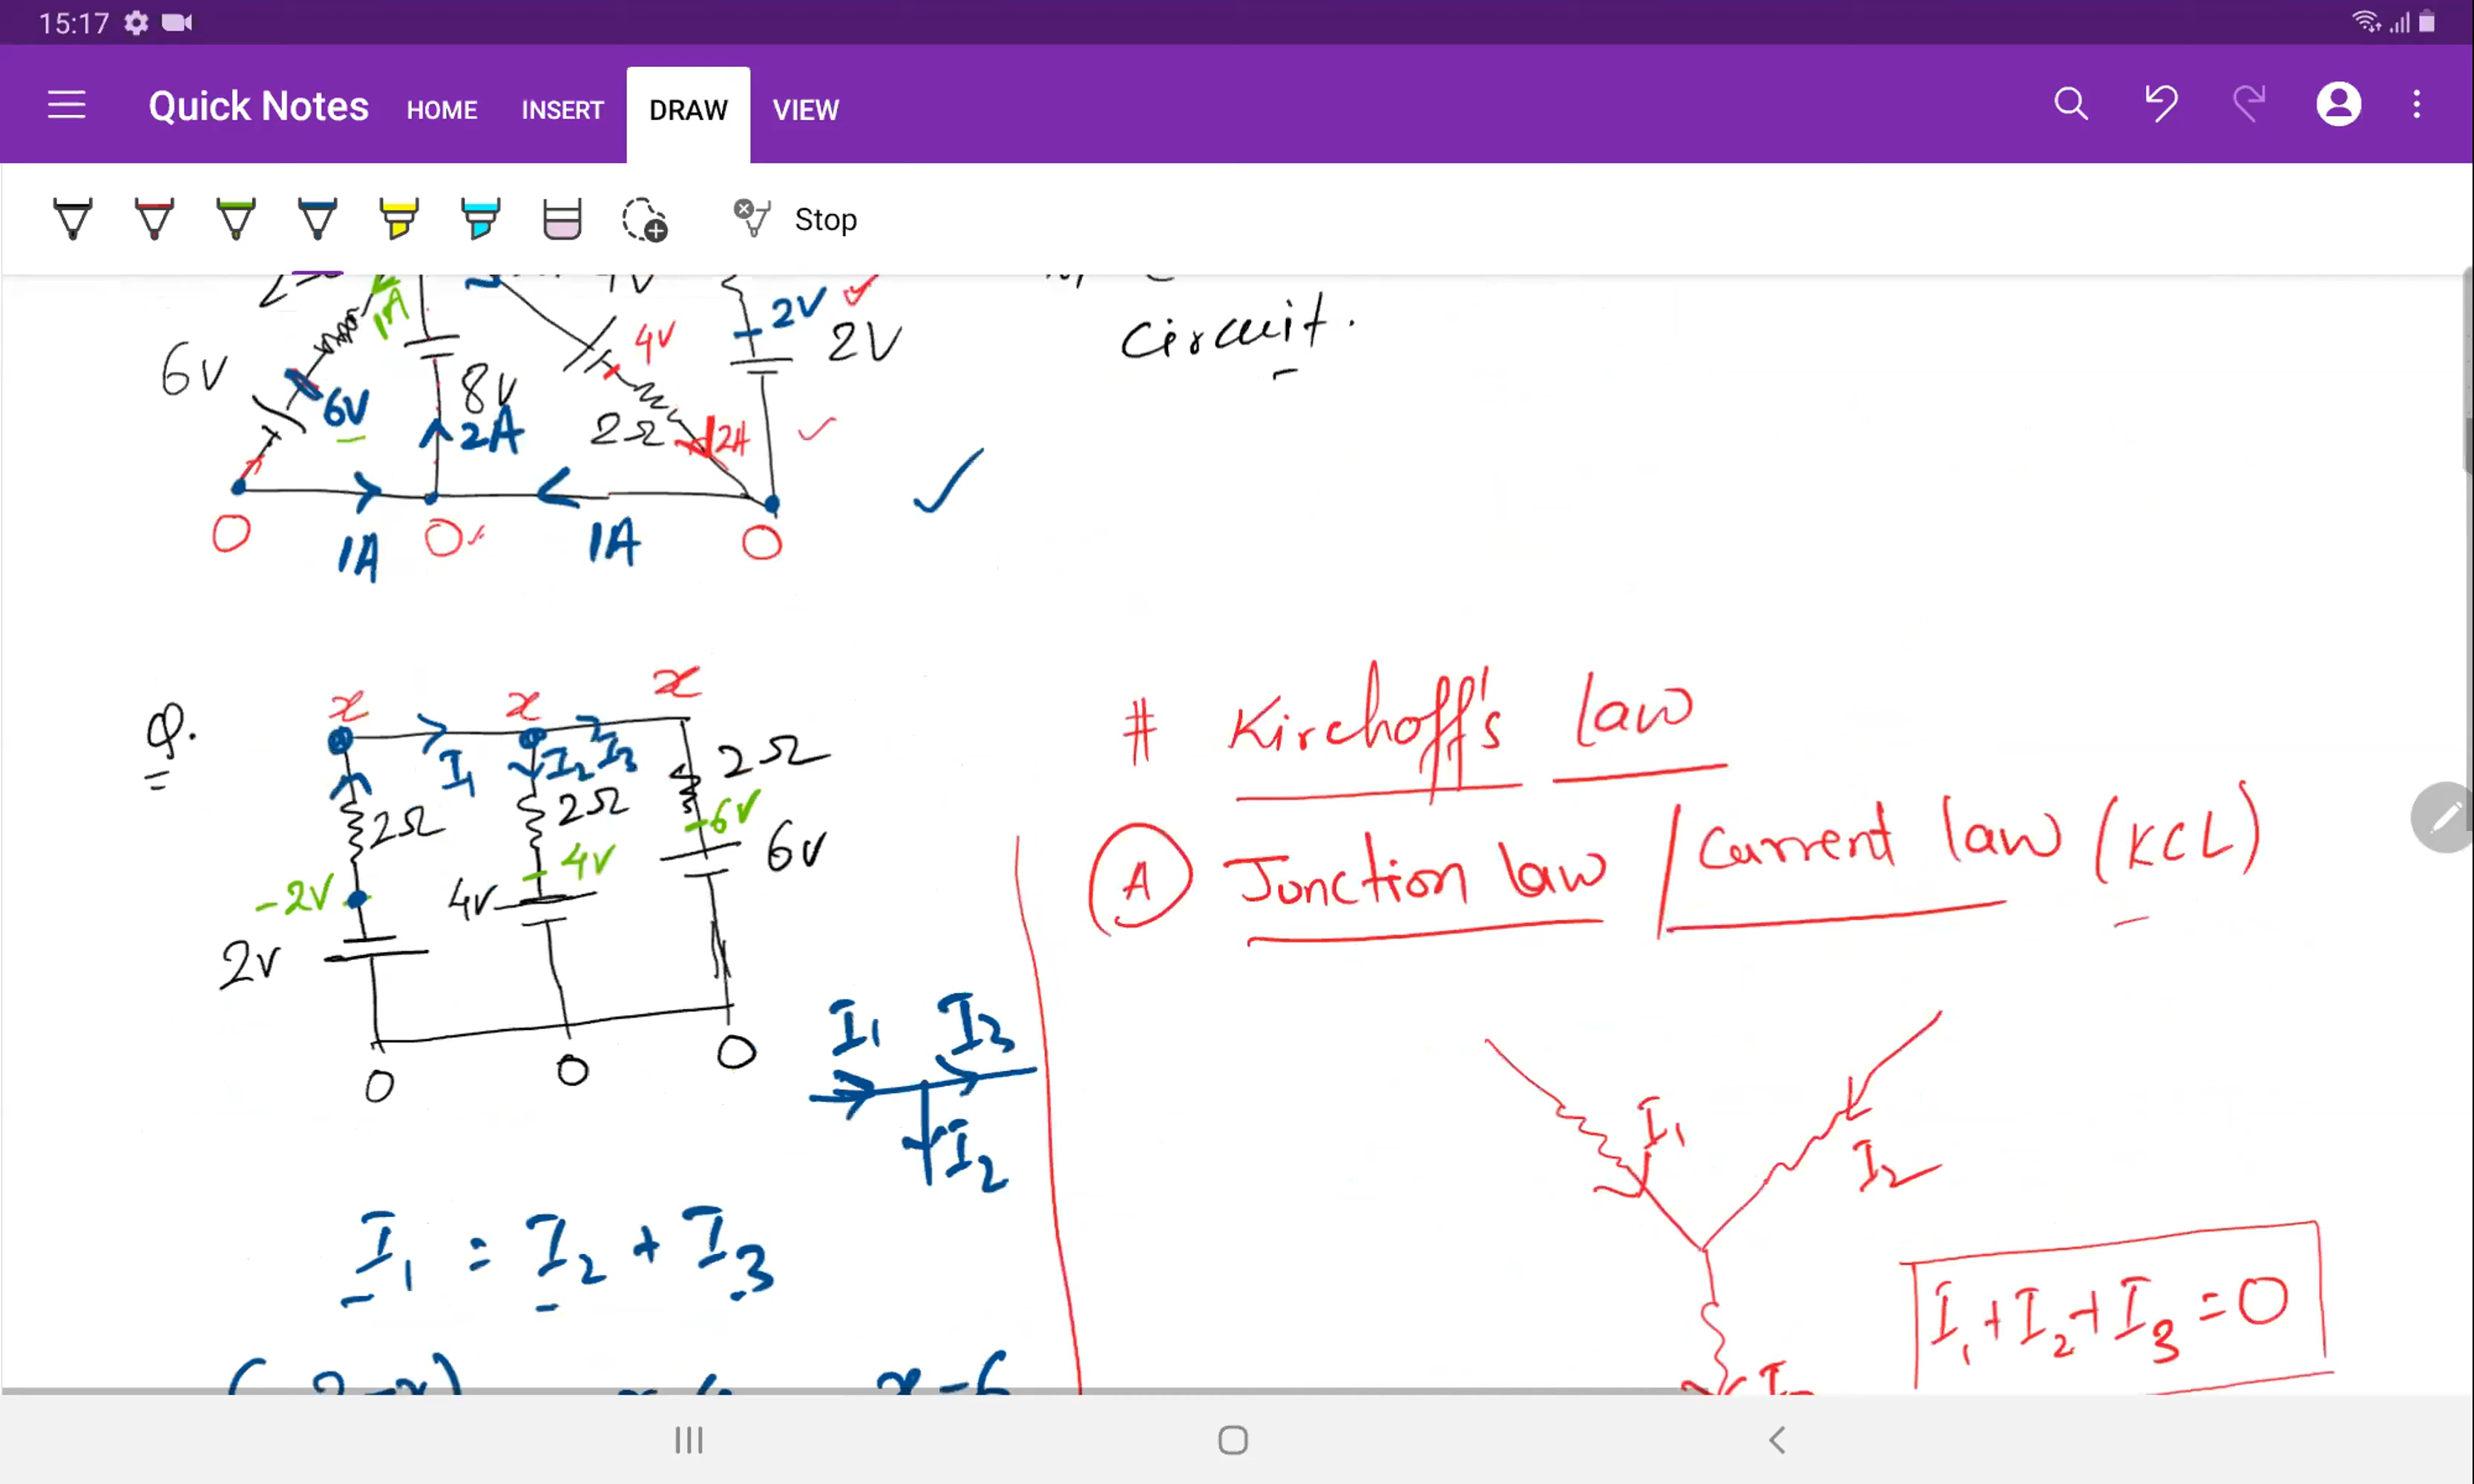 15:17
Quick Notes HOME INSERT DRAW VIEW
Stop
1A
2V
4V
2V
circuit.
6V
6V
8V
2A
2Ω
2A
0
1A
0
1A
0
Q.
x
x
x
I1
I2
I3
2Ω
2Ω
2Ω
-2V
4V
6V
2V
4V
6V
0
0
0
I1 I3
I2
I1 = I2 + I3
x-6
# Kirchoff's law
A Junction law / Current law (KCL)
I1
I2
I1+I2+I3=0